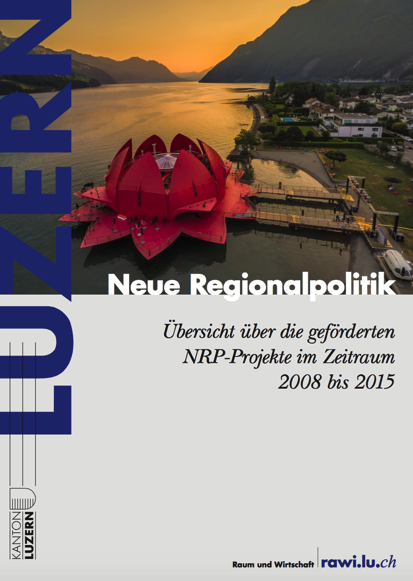 LUZERN
Neue Regionalpolitik
Übersicht über die geförderten
NRP-Projekte im Zeitraum
2008 bis 2015
KANTON
LUZERN
Raum und Wirtschaft
rawi.lu.ch